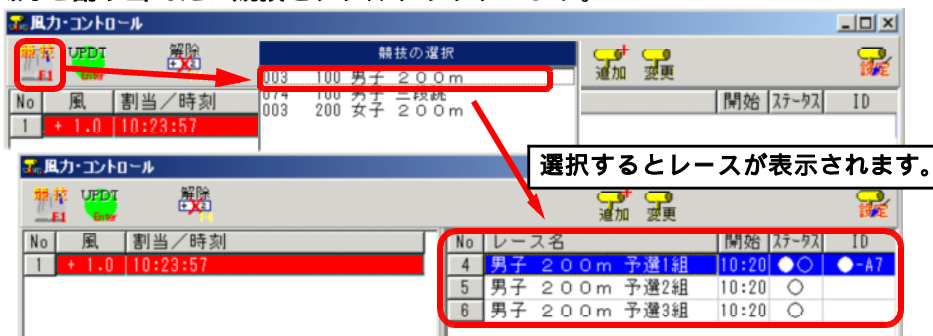 風力・コントロール
競技 UPDT 解除 競技の選択 追加 変更 設定
F1 Enter
003 100 男子 200m
074 100 男子 三段跳
003 200 女子 200m
No 風 割当/時刻 開始 ステータス ID
1 + 1.0 10:23:57
選択するとレースが表示されます。
風力・コントロール
競技 UPDT 解除 追加 変更 設定
F1 Enter
No 風 割当/時刻 No レース名 開始 ステータス ID
1 + 1.0 10:23:57 4 男子 200m 予選1組 10:20 ●○ ●-A7
5 男子 200m 予選2組 10:20 ○
6 男子 200m 予選3組 10:20 ○